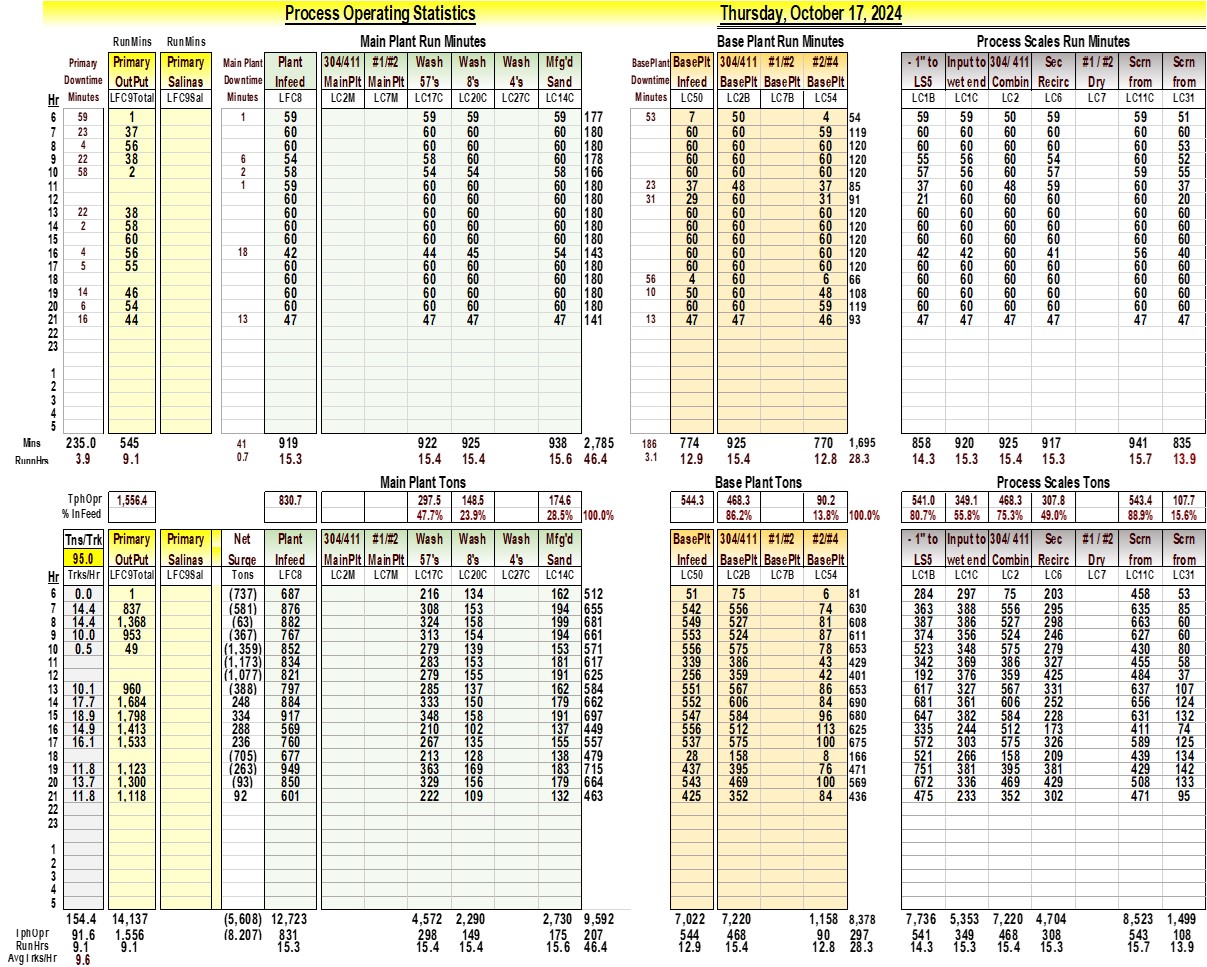 Process Operating Statistics Thursday, October 17, 2024
RunMins RunMins Main Plant Run Minutes Base Plant Run Minutes Process Scales Run Minutes
Primary Primary Primary Main Plant Plant 304/411 #1/#2 Wash Wash Wash Mfg'd BasePlant BasePlt 304/411 #1/#2 #2/#4 - 1" to Input to 304/ 411 Sec #1 / #2 Scrn Scrn
Downtime OutPut Salinas Downtime Infeed MainPlt MainPlt 57's 8's 4's Sand Downtime Infeed BasePlt BasePlt BasePlt LS5 wet end Combin Recirc Dry from from
Hr Minutes LFC9Total LFC9Sal Minutes LFC8 LC2M LC7M LC17C LC20C LC27C LC14C Minutes LC50 LC2B LC7B LC54 LC1B LC1C LC2 LC6 LC7 LC11C LC31
6 59 1 1 59 59 59 59 177 53 7 50 4 54 59 59 50 59 59 51
7 23 37 60 60 60 60 180 60 60 59 119 60 60 60 60 60 60
8 4 56 60 60 60 60 180 60 60 60 120 60 60 60 60 60 53
9 22 38 6 54 58 60 60 178 60 60 60 120 55 56 60 54 60 52
10 58 2 2 58 54 54 58 166 60 60 60 120 57 56 60 57 59 55
11 1 59 60 60 60 180 23 37 48 37 85 37 60 48 59 60 37
12 60 60 60 60 180 31 29 60 31 91 21 60 60 60 60 20
13 22 38 60 60 60 60 180 60 60 60 120 60 60 60 60 60 60
14 2 58 60 60 60 60 180 60 60 60 120 60 60 60 60 60 60
15 60 60 60 60 60 180 60 60 60 120 60 60 60 60 60 60
16 4 56 18 42 44 45 54 143 60 60 60 120 42 42 60 41 56 40
17 5 55 60 60 60 60 180 60 60 60 120 60 60 60 60 60 60
18 60 60 60 60 180 56 4 60 6 66 60 60 60 60 60 60
19 14 46 60 60 60 60 180 10 50 60 48 108 60 60 60 60 60 60
20 6 54 60 60 60 60 180 60 60 59 119 60 60 60 60 60 60
21 16 44 13 47 47 47 47 141 13 47 47 46 93 47 47 47 47 47 47
22
23
1
2
3
4
5
Mins 235.0 545 41 919 922 925 938 2,785 186 774 925 770 1,695 858 920 925 917 941 835
RunnHrs 3.9 9.1 0.7 15.3 15.4 15.4 15.6 46.4 3.1 12.9 15.4 12.8 28.3 14.3 15.3 15.4 15.3 15.7 13.9
Main Plant Tons Base Plant Tons Process Scales Tons
TphOpr 1,556.4 830.7 297.5 148.5 174.6 544.3 468.3 90.2 541.0 349.1 468.3 307.8 543.4 107.7
% InFeed 47.7% 23.9% 28.5% 100.0% 86.2% 13.8% 100.0% 80.7% 55.8% 75.3% 49.0% 88.9% 15.6%
Tns/Trk Primary Primary Net Plant 304/411 #1/#2 Wash Wash Wash Mfg'd BasePlt 304/411 #1/#2 #2/#4 - 1" to Input to 304/ 411 Sec #1 / #2 Scrn Scrn
95.0 OutPut Salinas Surge Infeed MainPlt MainPlt 57's 8's 4's Sand Infeed BasePlt BasePlt BasePlt LS5 wet end Combin Recirc Dry from from
Hr Trks/Hr LFC9Total LFC9Sal Tons LFC8 LC2M LC7M LC17C LC20C LC27C LC14C LC50 LC2B LC7B LC54 LC1B LC1C LC2 LC6 LC7 LC11C LC31
6 0.0 1 (737) 687 216 134 162 512 51 75 6 81 284 297 75 203 458 53
7 14.4 837 (581) 876 308 153 194 655 542 556 74 630 363 388 556 295 635 85
8 14.4 1,368 (63) 882 324 158 199 681 549 527 81 608 387 386 527 298 663 60
9 10.0 953 (367) 767 313 154 194 661 553 524 87 611 374 356 524 246 627 60
10 0.5 49 (1,359) 852 279 139 153 571 556 575 78 653 523 348 575 279 430 80
11 (1,173) 834 283 153 181 617 339 386 43 429 342 369 386 327 455 58
12 (1,077) 821 279 155 191 625 256 359 42 401 192 376 359 425 484 37
13 10.1 960 (388) 797 285 137 162 584 551 567 86 653 617 327 567 331 637 107
14 17.7 1,684 248 884 333 150 179 662 552 606 84 690 681 361 606 252 656 124
15 18.9 1,798 334 917 348 158 191 697 547 584 96 680 647 382 584 228 631 132
16 14.9 1,413 288 569 210 102 137 449 556 512 113 625 335 244 512 173 411 74
17 16.1 1,533 236 760 267 135 155 557 537 575 100 675 572 303 575 326 589 125
18 (705) 677 213 128 138 479 28 158 8 166 521 266 158 209 439 134
19 11.8 1,123 (263) 949 363 169 183 715 437 395 76 471 751 381 395 381 429 142
20 13.7 1,300 (93) 850 329 156 179 664 543 469 100 569 672 336 469 429 508 133
21 11.8 1,118 92 601 222 109 132 463 425 352 84 436 475 233 352 302 471 95
22
23
1
2
3
4
5
154.4 14,137 (5,608) 12,723 4,572 2,290 2,730 9,592 7,022 7,220 1,158 8,378 7,736 5,353 7,220 4,704 8,523 1,499
TphOpr 91.6 1,556 (8.207) 831 298 149 175 207 544 468 90 297 541 349 468 308 543 108
RunHrs 9.1 9.1 15.3 15.4 15.4 15.6 46.4 12.9 15.4 12.8 28.3 14.3 15.3 15.4 15.3 15.7 13.9
AvgTrks/Hr 9.6